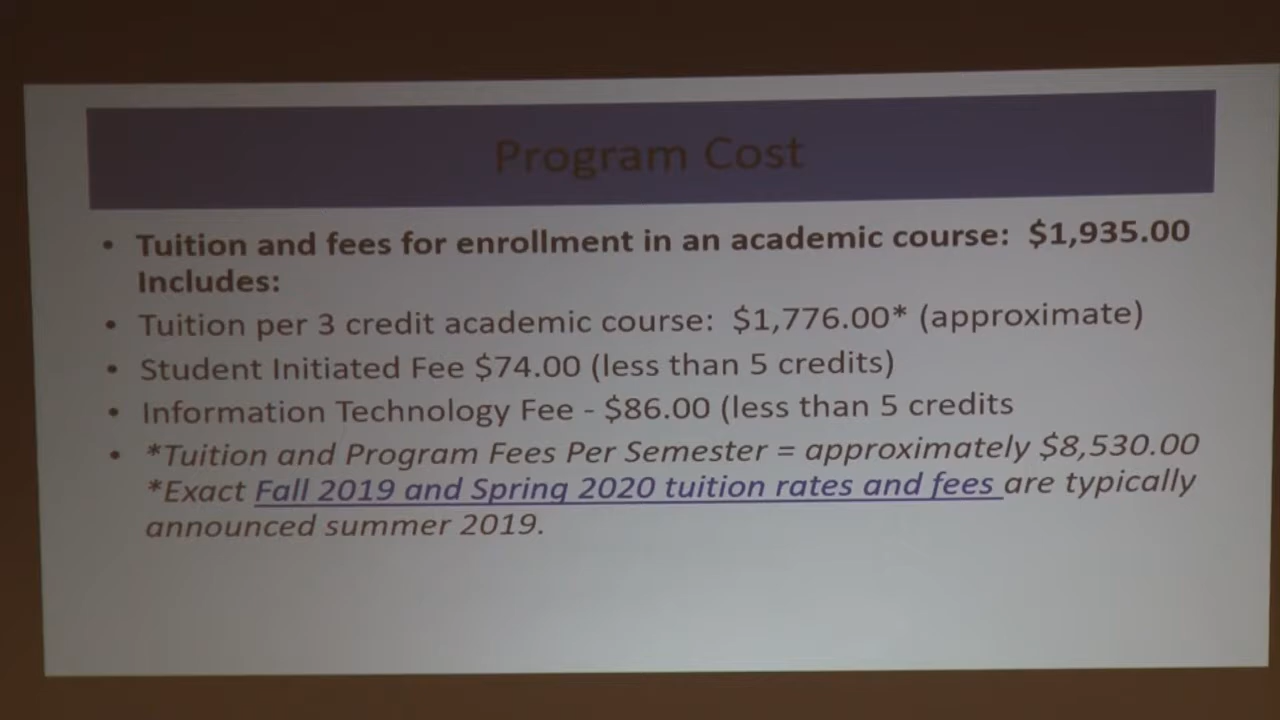 Program Cost
• Tuition and fees for enrollment in an academic course: $1,935.00
Includes:
• Tuition per 3 credit academic course: $1,776.00* (approximate)
• Student Initiated Fee $74.00 (less than 5 credits)
• Information Technology Fee - $86.00 (less than 5 credits
• *Tuition and Program Fees Per Semester = approximately $8,530.00
*Exact Fall 2019 and Spring 2020 tuition rates and fees are typically
announced summer 2019.